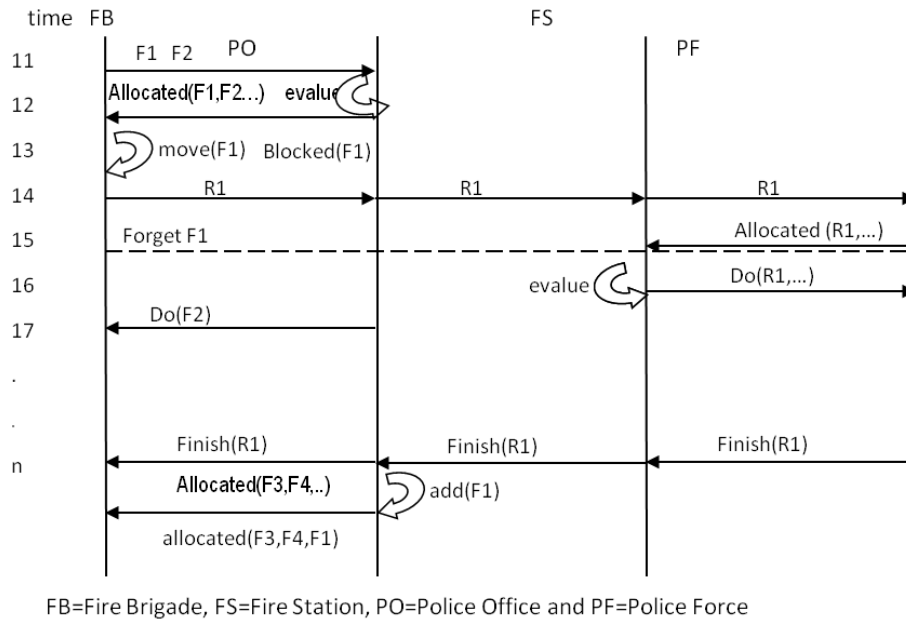 time FB FS
F1 F2 PO PF
11
Allocated(F1,F2...) evalue
12
13 move(F1) Blocked(F1)
14 R1 R1 R1
15 Forget F1 Allocated (R1,...)
16 evalue Do(R1,...)
Do(F2)
17
.
.
Finish(R1) Finish(R1) Finish(R1)
n
Allocated(F3,F4,..) add(F1)
allocated(F3,F4,F1)
FB=Fire Brigade, FS=Fire Station, PO=Police Office and PF=Police Force